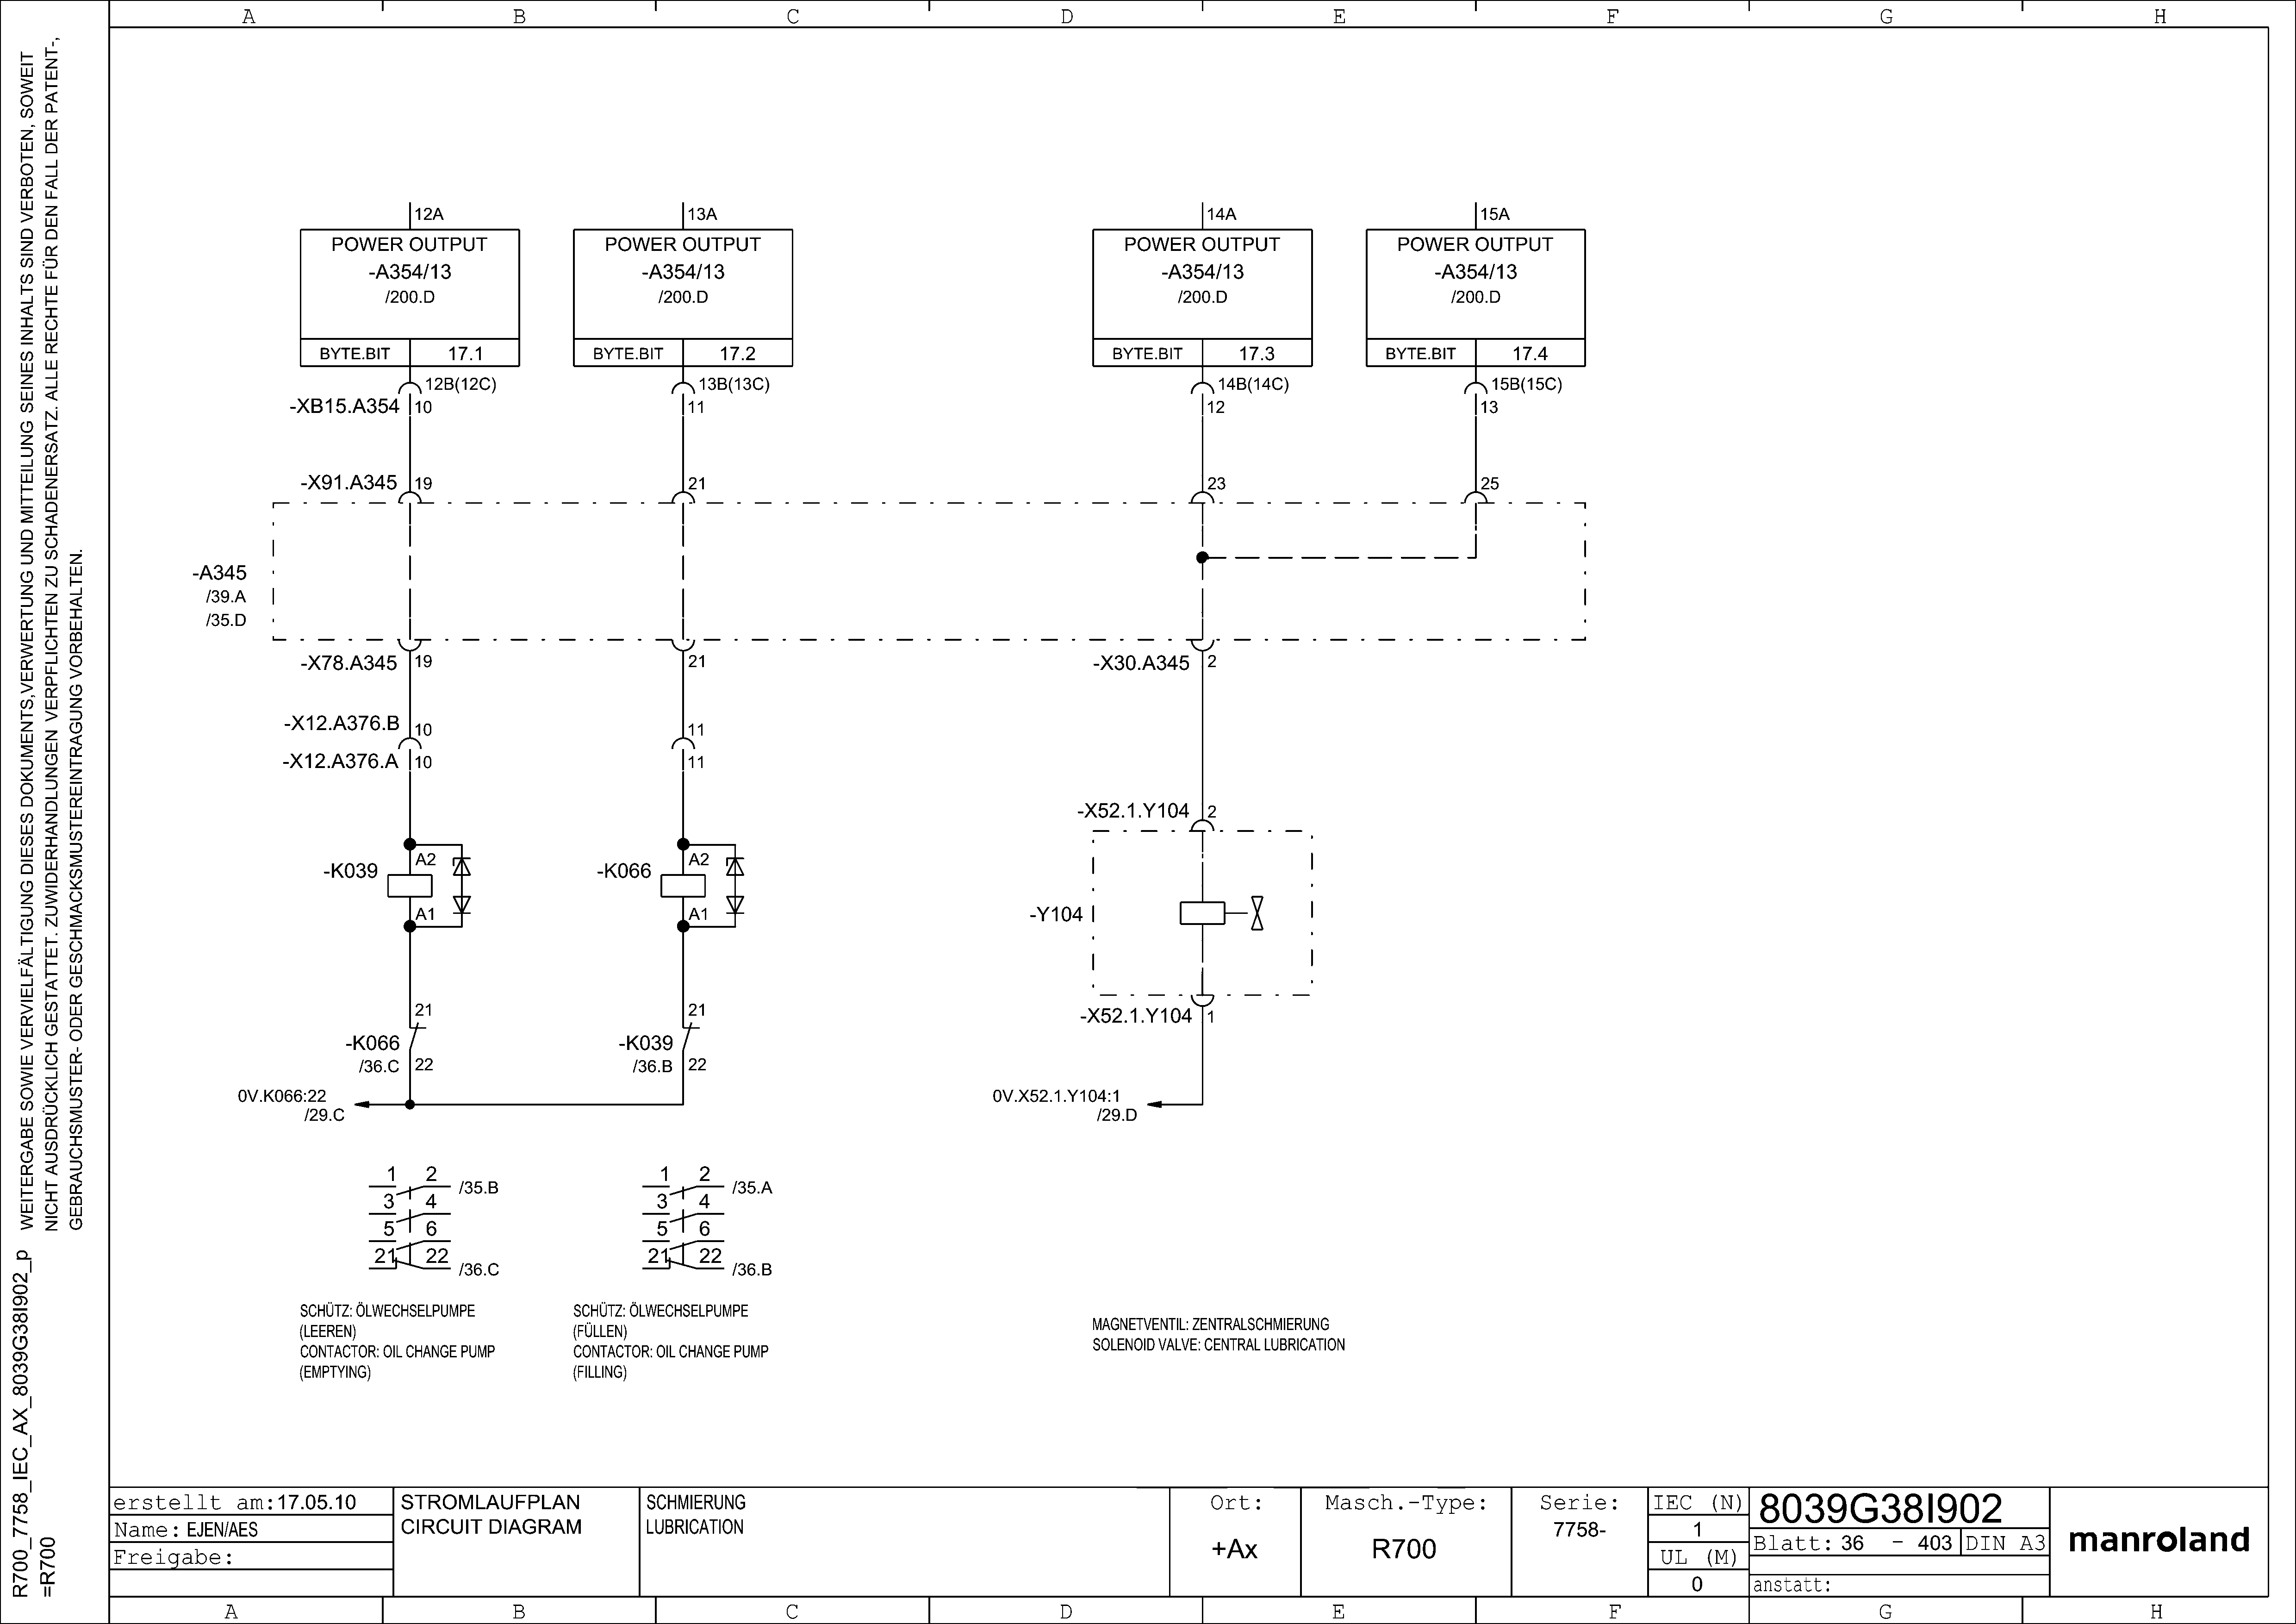 A B C D E F G H
WEITERGABE SOWIE VERVIELFÄLTIGUNG DIESES DOKUMENTS,VERWERTUNG UND MITTEILUNG SEINES INHALTS SIND VERBOTEN, SOWEIT
NICHT AUSDRÜCKLICH GESTATTET. ZUWIDERHANDLUNGEN VERPFLICHTEN ZU SCHADENERSATZ. ALLE RECHTE FÜR DEN FALL DER PATENT-,
GEBRAUCHSMUSTER- ODER GESCHMACKSMUSTEREINTRAGUNG VORBEHALTEN.
R700_7758_IEC_AX_8039G38I902_p
=R700
12A 13A 14A 15A
POWER OUTPUT POWER OUTPUT POWER OUTPUT POWER OUTPUT
-A354/13 -A354/13 -A354/13 -A354/13
/200.D /200.D /200.D /200.D
BYTE.BIT 17.1 BYTE.BIT 17.2 BYTE.BIT 17.3 BYTE.BIT 17.4
12B(12C) 13B(13C) 14B(14C) 15B(15C)
-XB15.A354 10 11 12 13
-X91.A345 19 21 23 25
-A345
/39.A
/35.D
-X78.A345 19 21 -X30.A345 2
-X12.A376.B 10 11
-X12.A376.A 10 11
-X52.1.Y104 2
A2 A2
-K039 -K066
A1 A1 -Y104
21 21 -X52.1.Y104 1
-K066 -K039
/36.C 22 /36.B 22
0V.K066:22 0V.X52.1.Y104:1
/29.C /29.D
1 2 1 2
/35.B /35.A
3 4 3 4
5 6 5 6
21 22 21 22
/36.C /36.B
SCHÜTZ: ÖLWECHSELPUMPE
(LEEREN)
CONTACTOR: OIL CHANGE PUMP
(EMPTYING)
SCHÜTZ: ÖLWECHSELPUMPE
(FÜLLEN)
CONTACTOR: OIL CHANGE PUMP
(FILLING)
MAGNETVENTIL: ZENTRALSCHMIERUNG
SOLENOID VALVE: CENTRAL LUBRICATION
erstellt am:17.05.10
Name: EJEN/AES
Freigabe:
STROMLAUFPLAN
CIRCUIT DIAGRAM
SCHMIERUNG
LUBRICATION
Ort:
+Ax
Masch.-Type:
R700
Serie:
7758-
IEC (N)
1
UL (M)
0
8039G38I902
Blatt: 36 - 403 DIN A3
anstatt:
manroland
A B C D E F G H